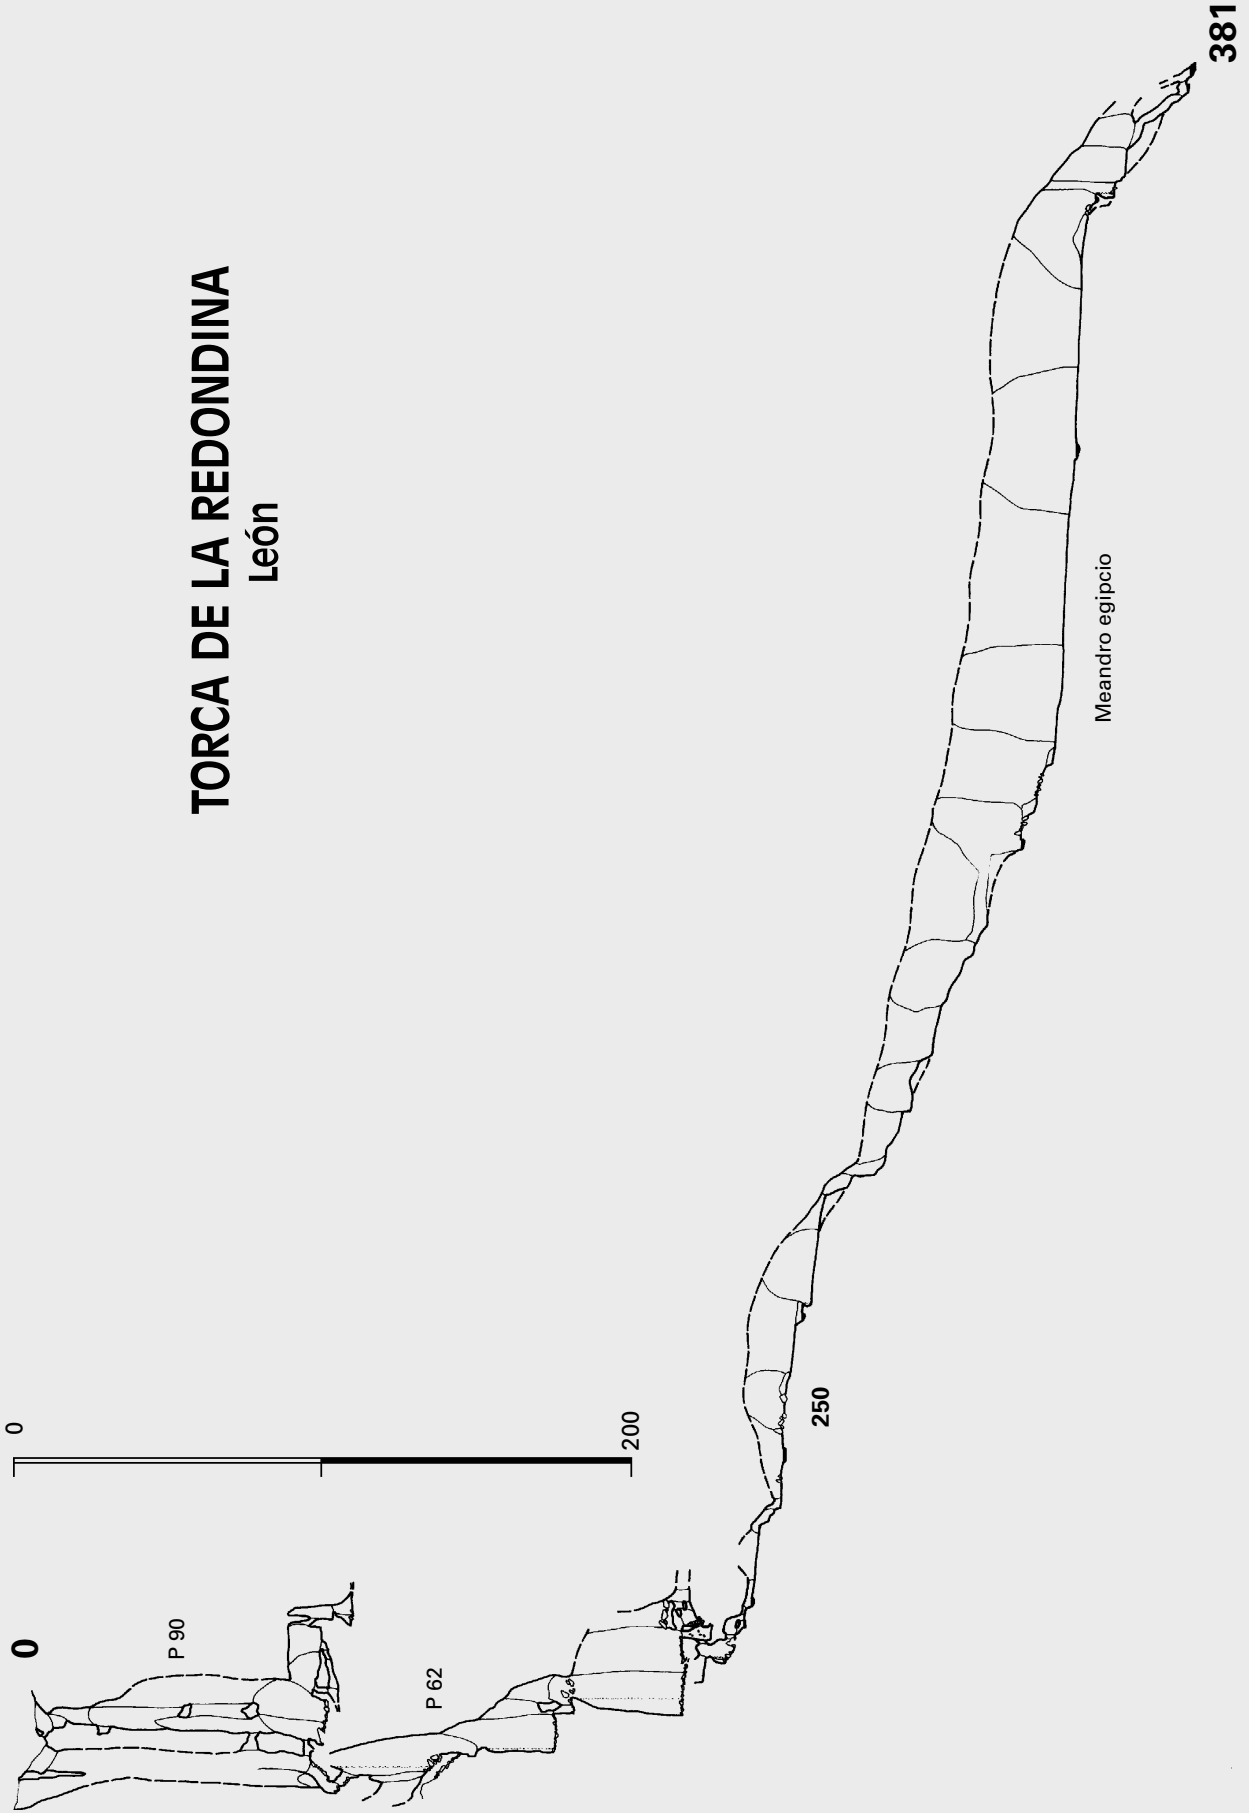 TORCA DE LA REDONDINA
León
0
P 90
P 62
0
200
250
Meandro egipcio
381